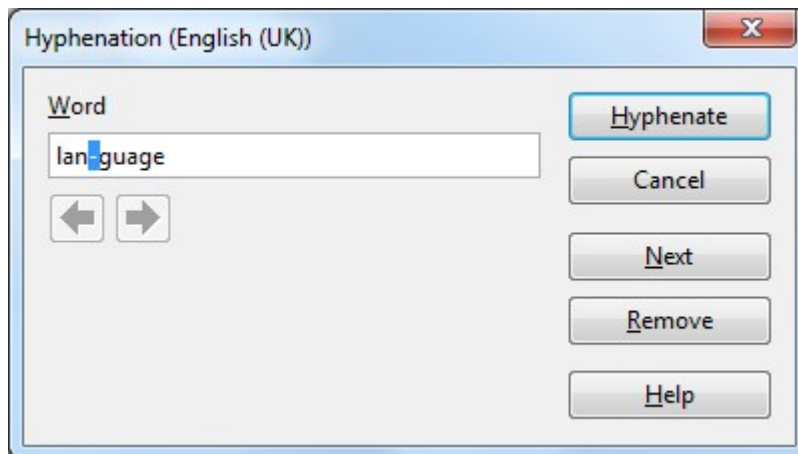 Hyphenation (English (UK))
Word
lan-guage
Hyphenate
Cancel
Next
Remove
Help